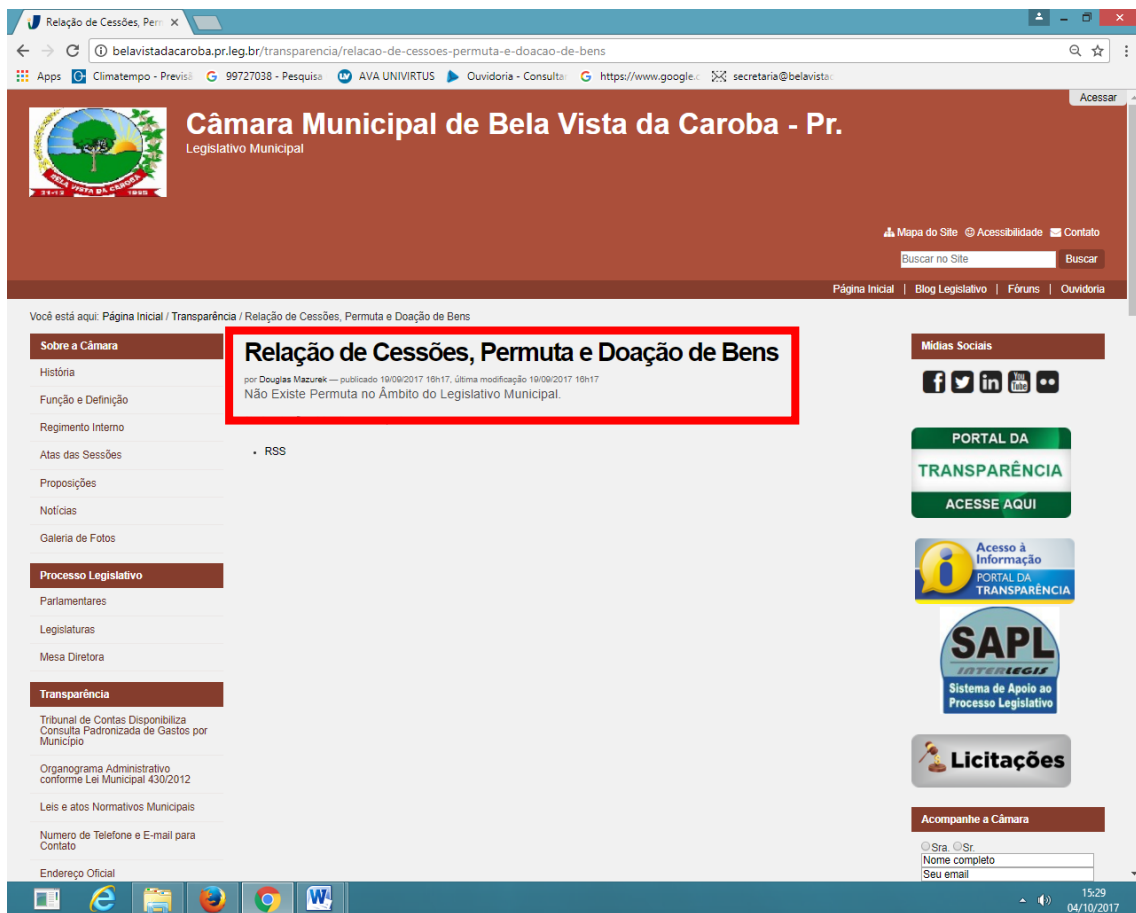 Relação de Cessões, Perm
belavistadacaroba.pr.leg.br/transparencia/relacao-de-cessoes-permuta-e-doacao-de-bens
Apps Climatempo - Previsã 99727038 - Pesquisa AVA UNIVIRTUS Ouvidoria - Consulta https://www.google.c secretaria@belavista
Acessar
Câmara Municipal de Bela Vista da Caroba - Pr.
Legislativo Municipal
BELA VISTA DA CAROBA
Mapa do Site Acessibilidade Contato
Buscar no Site Buscar
Página Inicial | Blog Legislativo | Fóruns | Ouvidoria
Você está aqui: Página Inicial / Transparência / Relação de Cessões, Permuta e Doação de Bens
Sobre a Câmara
História
Função e Definição
Regimento Interno
Atas das Sessões
Proposições
Notícias
Galeria de Fotos
Processo Legislativo
Parlamentares
Legislaturas
Mesa Diretora
Transparência
Tribunal de Contas Disponibiliza
Consulta Padronizada de Gastos por
Município
Organograma Administrativo
conforme Lei Municipal 430/2012
Leis e atos Normativos Municipais
Numero de Telefone e E-mail para
Contato
Endereço Oficial
Relação de Cessões, Permuta e Doação de Bens
por Douglas Mazurek — publicado 19/09/2017 16h17, última modificação 19/09/2017 16h17
Não Existe Permuta no Âmbito do Legislativo Municipal.
RSS
Mídias Sociais
You
Tube
PORTAL DA
TRANSPARÊNCIA
ACESSE AQUI
Acesso à
Informação
PORTAL DA
TRANSPARÊNCIA
SAPL
INTERLEGIS
Sistema de Apoio ao
Processo Legislativo
Licitações
Acompanhe a Câmara
Sra. Sr.
Nome completo
Seu email
15:29
04/10/2017